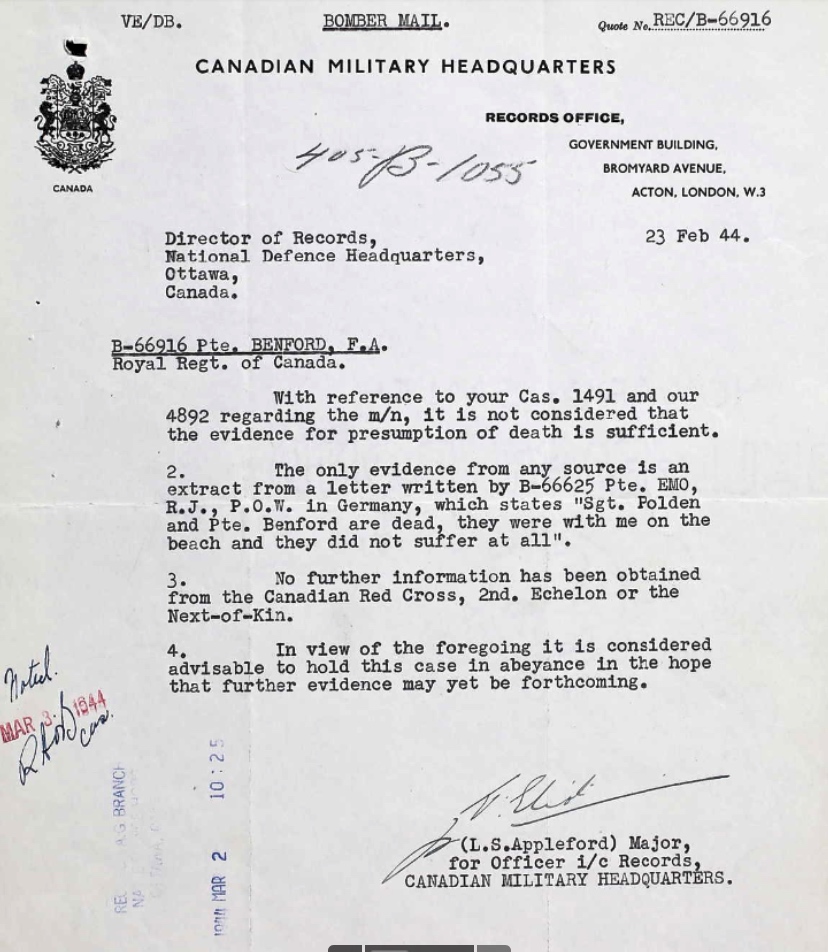 VE/DB. BOMBER MAIL. Quote No. REC/B-66916
CANADIAN MILITARY HEADQUARTERS
RECORDS OFFICE,
GOVERNMENT BUILDING,
BROMYARD AVENUE,
ACTON, LONDON, W.3
CANADA
405-B-1055
23 Feb 44.
Director of Records,
National Defence Headquarters,
Ottawa,
Canada.
B-66916 Pte. BENFORD, F.A.
Royal Regt. of Canada.
With reference to your Cas. 1491 and our
4892 regarding the m/n, it is not considered that
the evidence for presumption of death is sufficient.
2. The only evidence from any source is an
extract from a letter written by B-66625 Pte. EMO,
R.J., P.O.W. in Germany, which states "Sgt. Polden
and Pte. Benford are dead, they were with me on the
beach and they did not suffer at all".
3. No further information has been obtained
from the Canadian Red Cross, 2nd. Echelon or the
Next-of-Kin.
4. In view of the foregoing it is considered
advisable to hold this case in abeyance in the hope
that further evidence may yet be forthcoming.
Noted.
MAR 3 1944
cas.
A.G BRANCH
MAR 2 10:25
(L.S.Appleford) Major,
for Officer i/c Records,
CANADIAN MILITARY HEADQUARTERS.